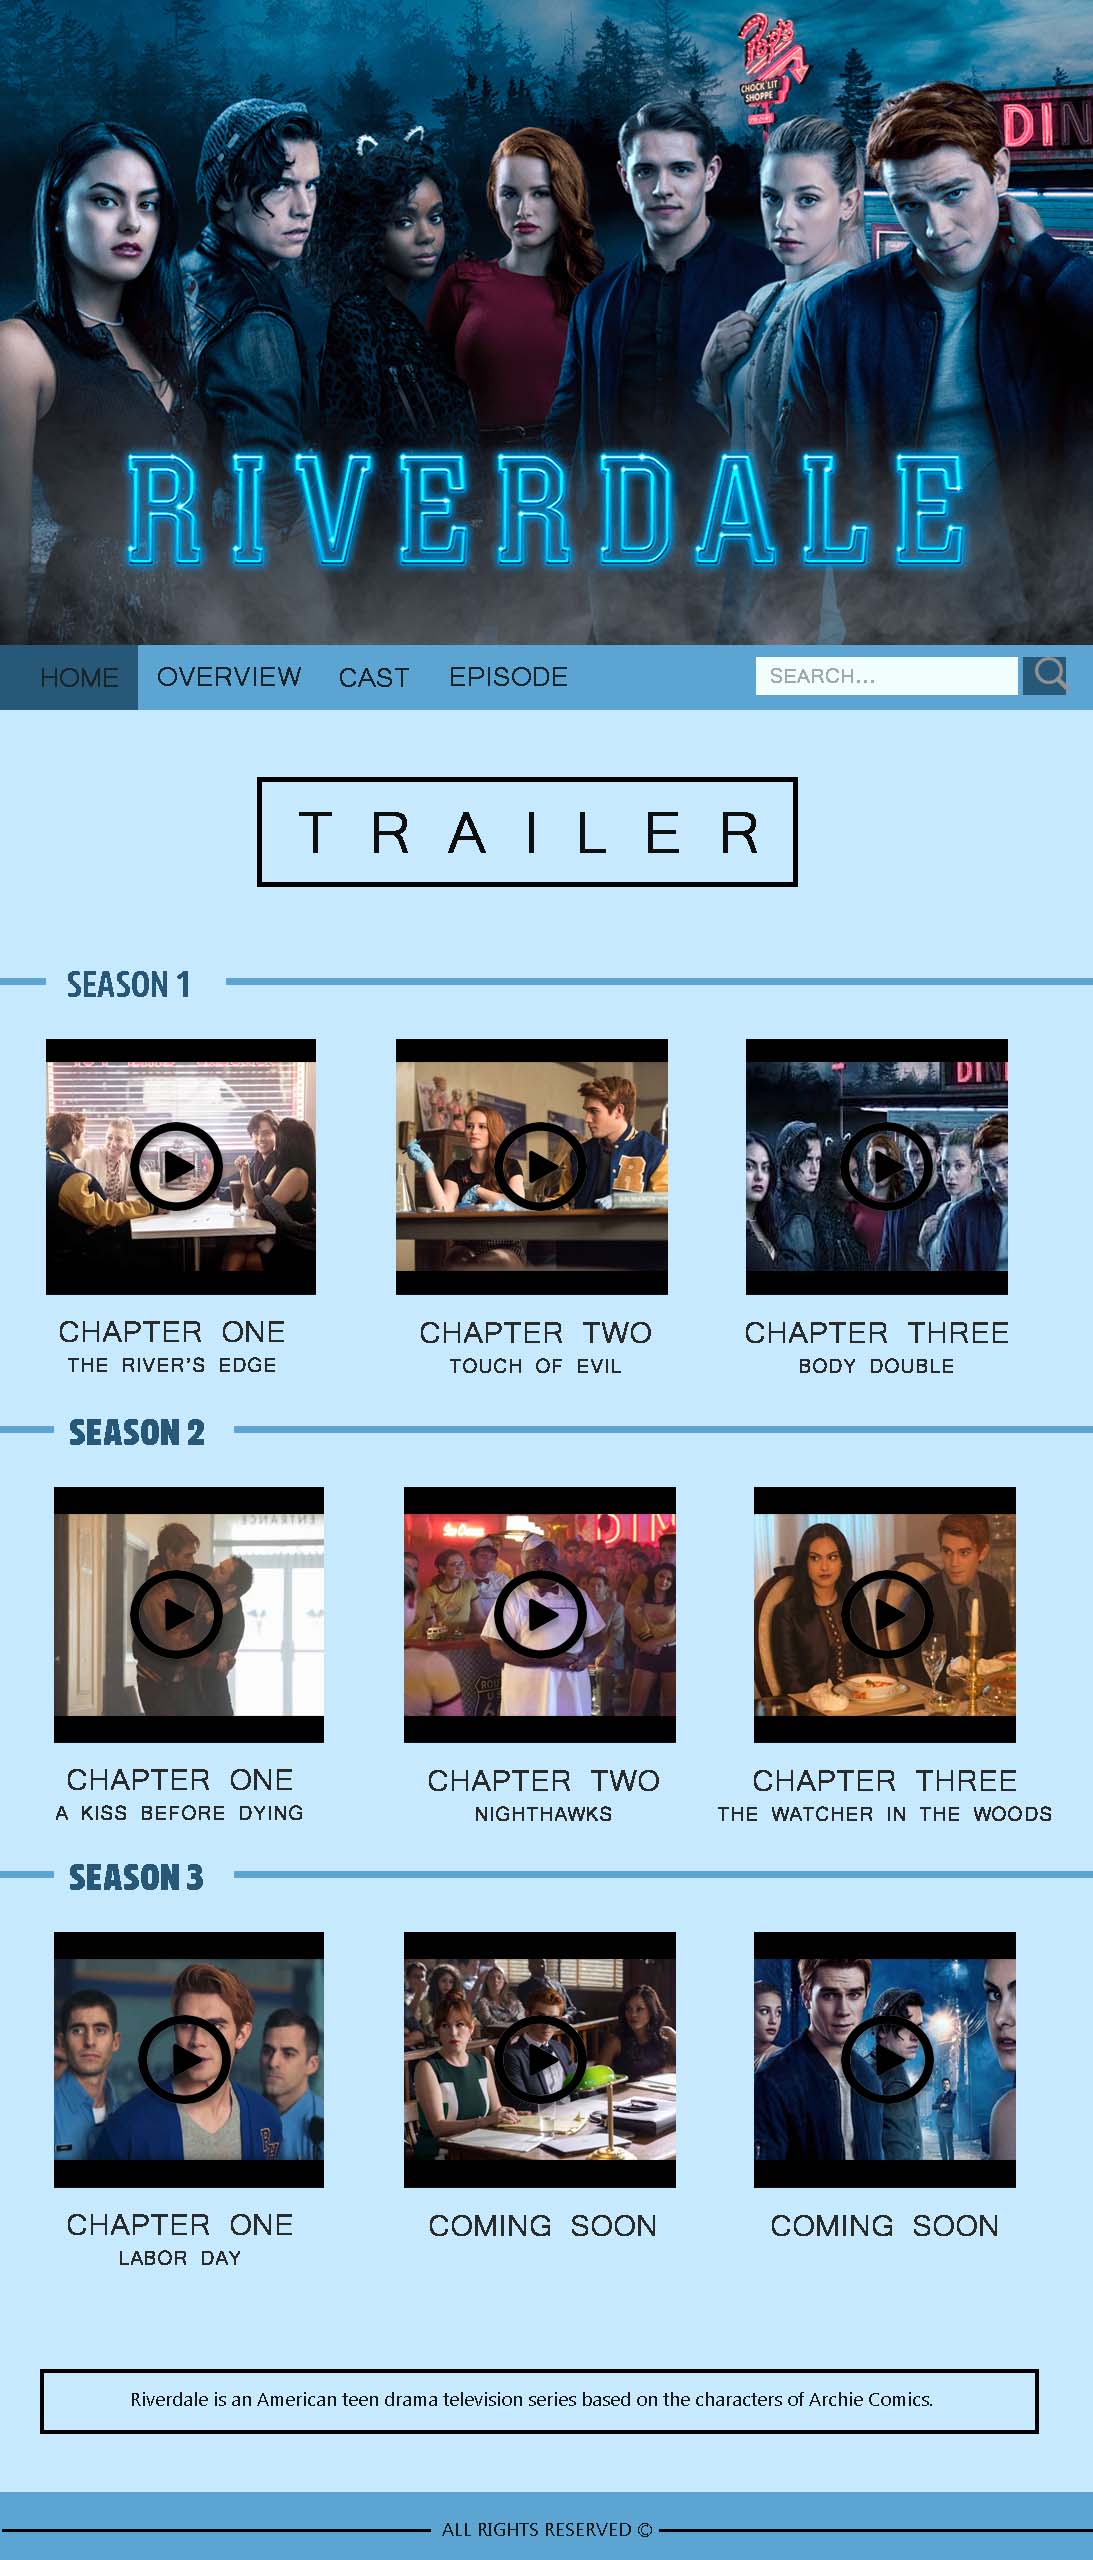 Pop's
CHOCK'LIT
SHOPPE
DIN
RIVERDALE
HOME OVERVIEW CAST EPISODE SEARCH...
TRAILER
SEASON 1
DIN
R
CHAPTER ONE CHAPTER TWO CHAPTER THREE
THE RIVER'S EDGE TOUCH OF EVIL BODY DOUBLE
SEASON 2
ENTRANCE
DIN
CHAPTER ONE CHAPTER TWO CHAPTER THREE
A KISS BEFORE DYING NIGHTHAWKS THE WATCHER IN THE WOODS
SEASON 3
CHAPTER ONE COMING SOON COMING SOON
LABOR DAY
Riverdale is an American teen drama television series based on the characters of Archie Comics.
ALL RIGHTS RESERVED ©